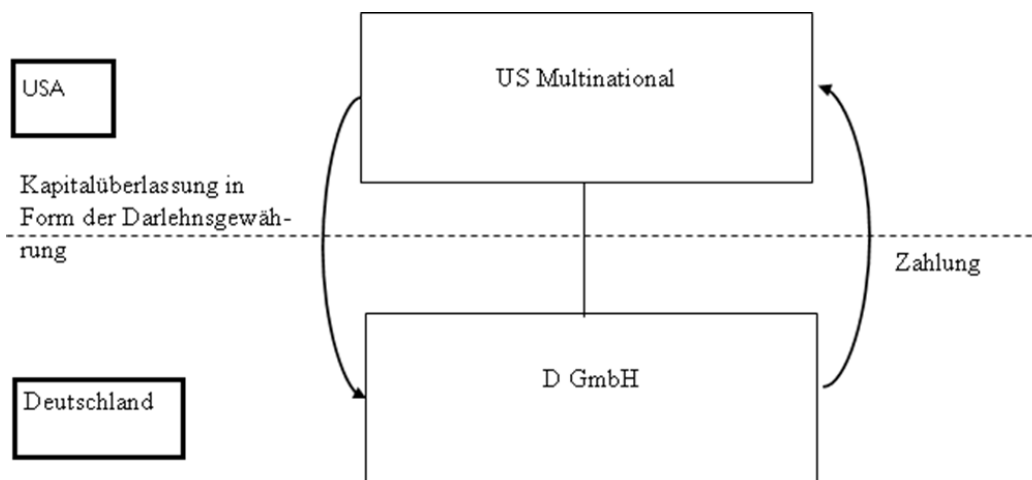 US Multinational
USA
Kapitalüberlassung in
Form der Darlehnsgewäh-
rung
Zahlung
D GmbH
Deutschland